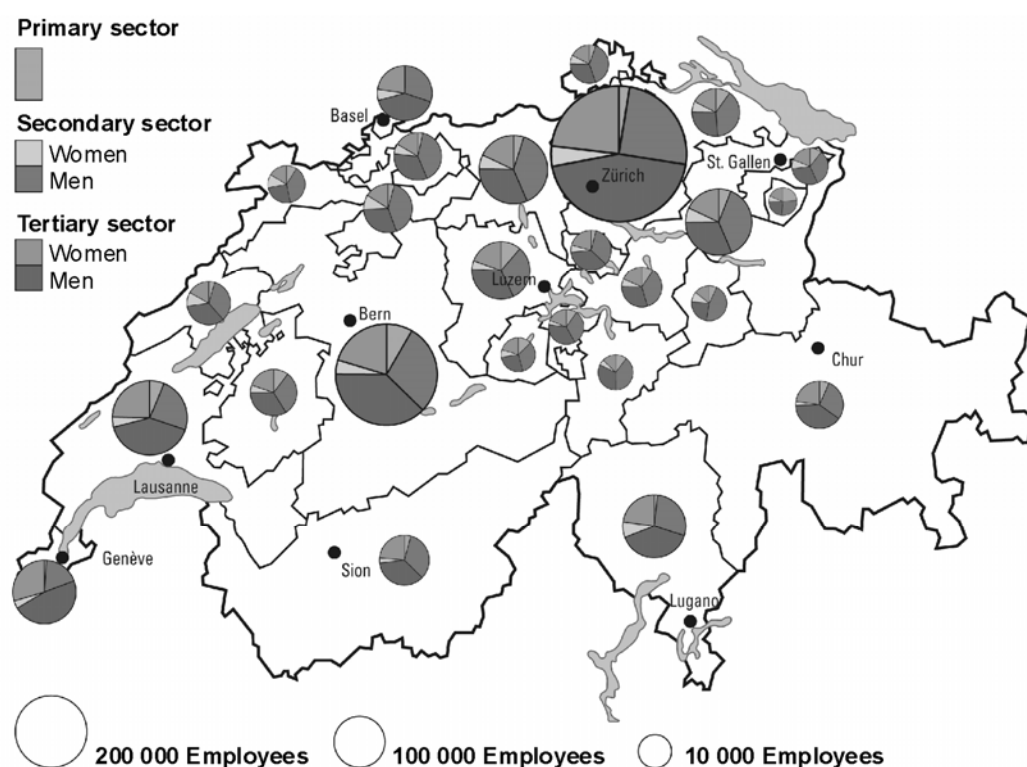 Primary sector
Secondary sector
Women
Men
Tertiary sector
Women
Men
Basel
Zürich
St. Gallen
Luzern
Bern
Chur
Lausanne
Genève
Sion
Lugano
200 000 Employees
100 000 Employees
10 000 Employees